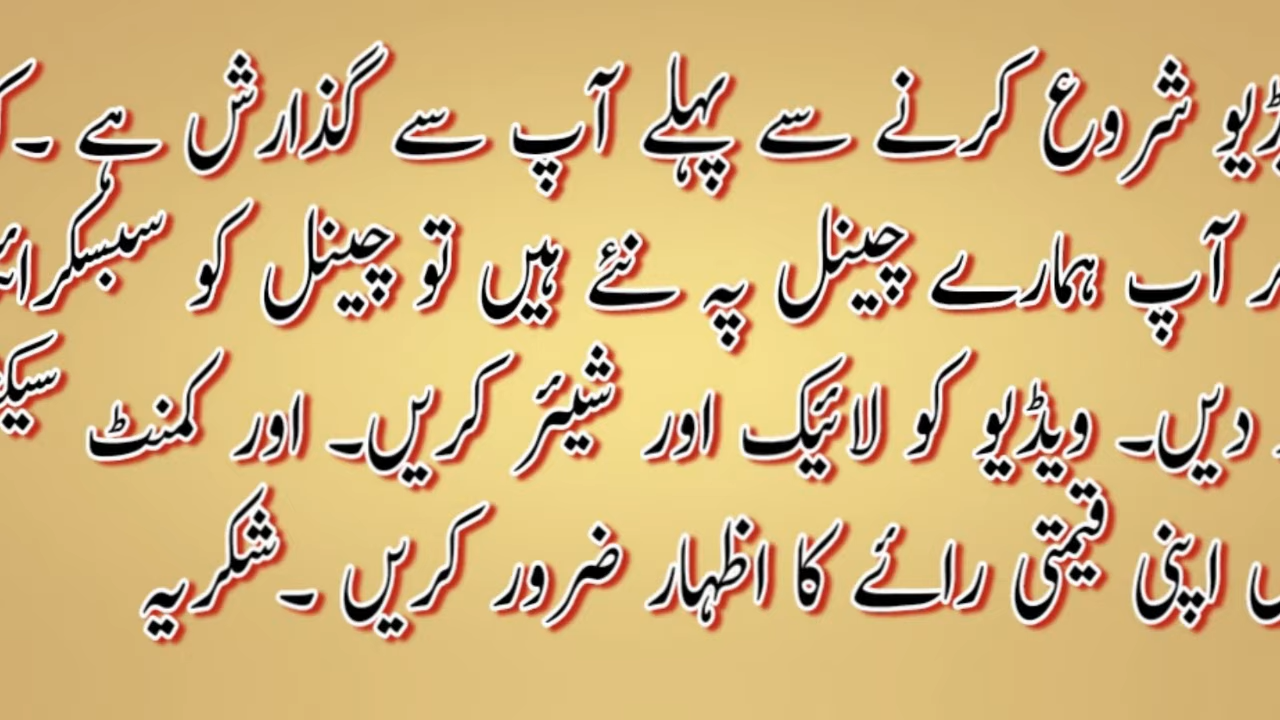 ڈیو شروع کرنے سے پہلے آپ سے گذارش ہے ۔
آپ ہمارے چینل پہ نئے ہیں تو چینل کو سبسکرائ
دیں۔ ویڈیو کو لائیک اور شیئر کریں۔ اور کمنٹ
اپنی قیمتی رائے کا اظہار ضرور کریں ۔شکریہ